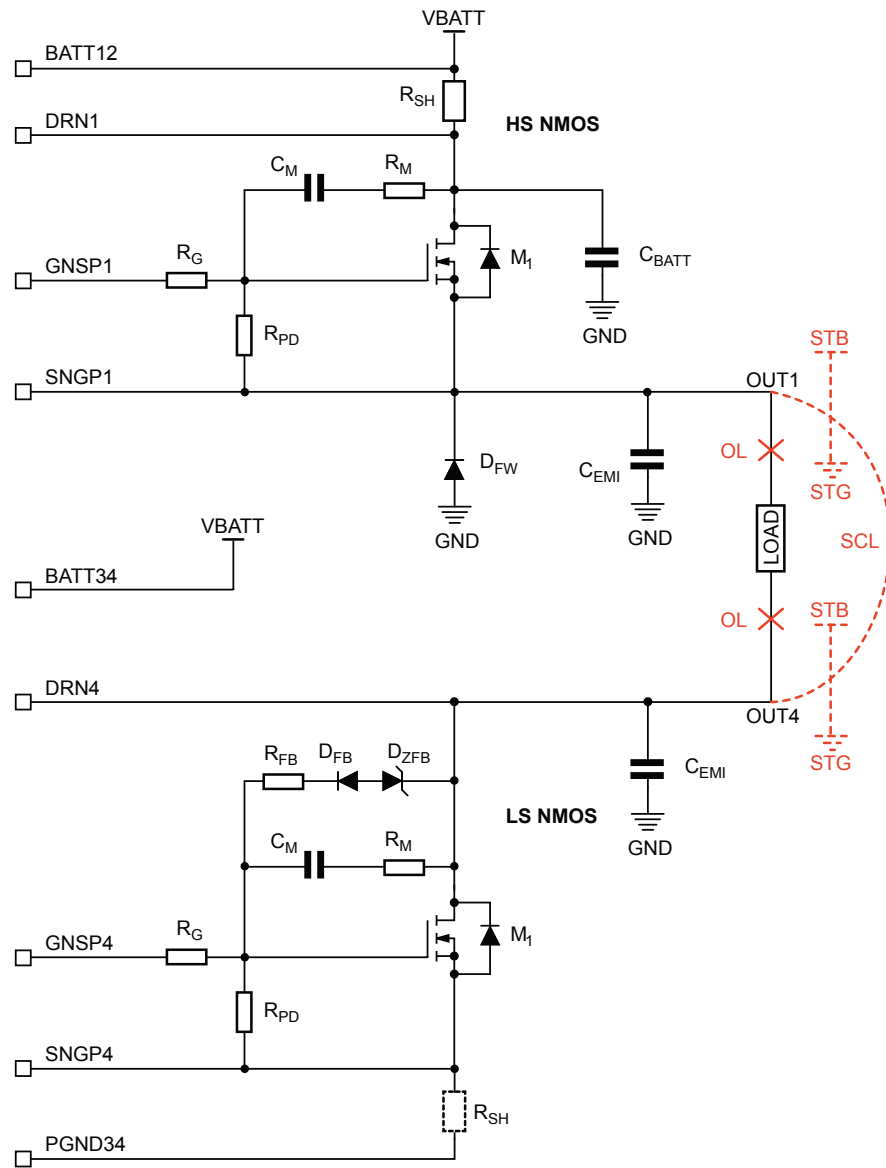 VBATT
BATT12
RSH
DRN1
HS NMOS
CM
RM
RG
GNSP1
M1
CBATT
RPD
GND
STB
SNGP1
OUT1
OL
DFW
CEMI
STG
GND
GND
VBATT
LOAD
SCL
BATT34
STB
OL
DRN4
OUT4
RFB
DFB
DZFB
STG
CEMI
LS NMOS
CM
RM
GND
RG
GNSP4
M1
RPD
SNGP4
RSH
PGND34